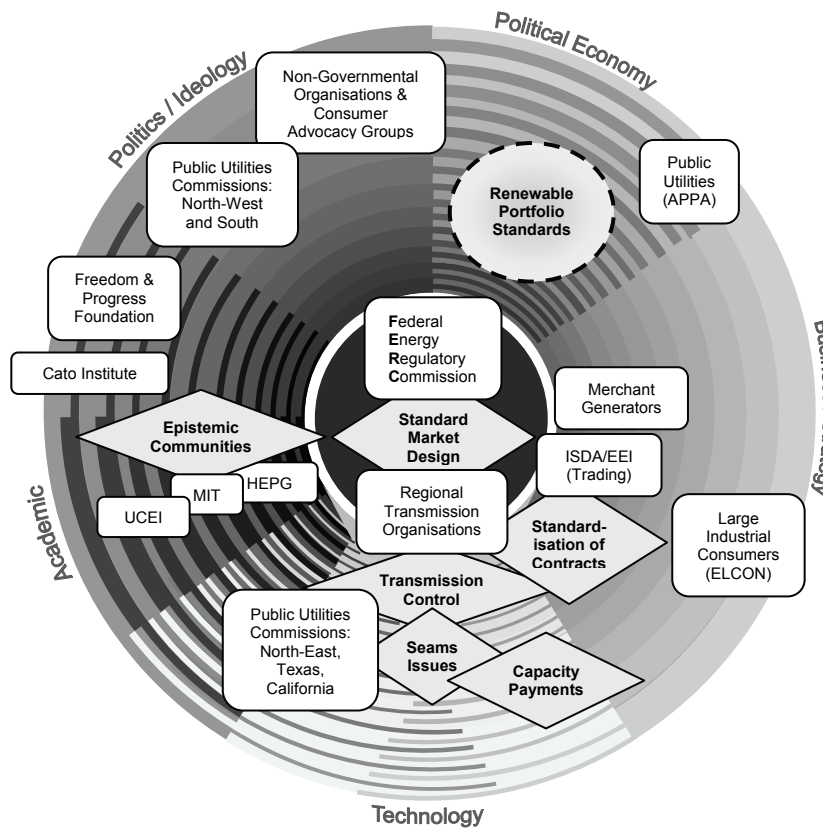 Political Economy
Politics / Ideology
Non-Governmental
Organisations &
Consumer
Advocacy Groups
Public Utilities
Commissions:
North-West
and South
Renewable
Portfolio
Standards
Public
Utilities
(APPA)
Freedom &
Progress
Foundation
Cato Institute
Federal
Energy
Regulatory
Commission
Merchant
Generators
Epistemic
Communities
Standard
Market
Design
ISDA/EEI
(Trading)
HEPG
MIT
UCEI
Academic
Regional
Transmission
Organisations
Standard-
isation of
Contracts
Large
Industrial
Consumers
(ELCON)
Transmission
Control
Public Utilities
Commissions:
North-East,
Texas,
California
Seams
Issues
Capacity
Payments
Technology